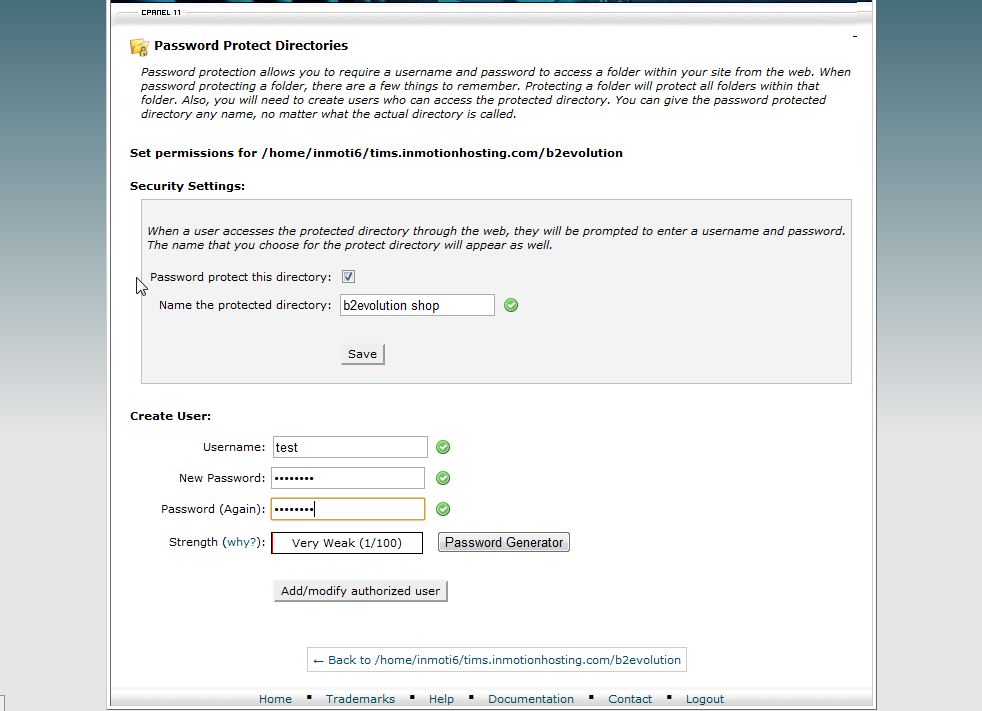 CPANEL 11
Password Protect Directories
Password protection allows you to require a username and password to access a folder within your site from the web. When
password protecting a folder, there are a few things to remember. Protecting a folder will protect all folders within that
folder. Also, you will need to create users who can access the protected directory. You can give the password protected
directory any name, no matter what the actual directory is called.
Set permissions for /home/inmoti6/tims.inmotionhosting.com/b2evolution
Security Settings:
When a user accesses the protected directory through the web, they will be prompted to enter a username and password.
The name that you choose for the protect directory will appear as well.
Password protect this directory:
Name the protected directory: b2evolution shop
Save
Create User:
Username: test
New Password: ••••••••
Password (Again): ••••••••
Strength (why?): Very Weak (1/100) Password Generator
Add/modify authorized user
← Back to /home/inmoti6/tims.inmotionhosting.com/b2evolution
Home ▪ Trademarks ▪ Help ▪ Documentation ▪ Contact ▪ Logout